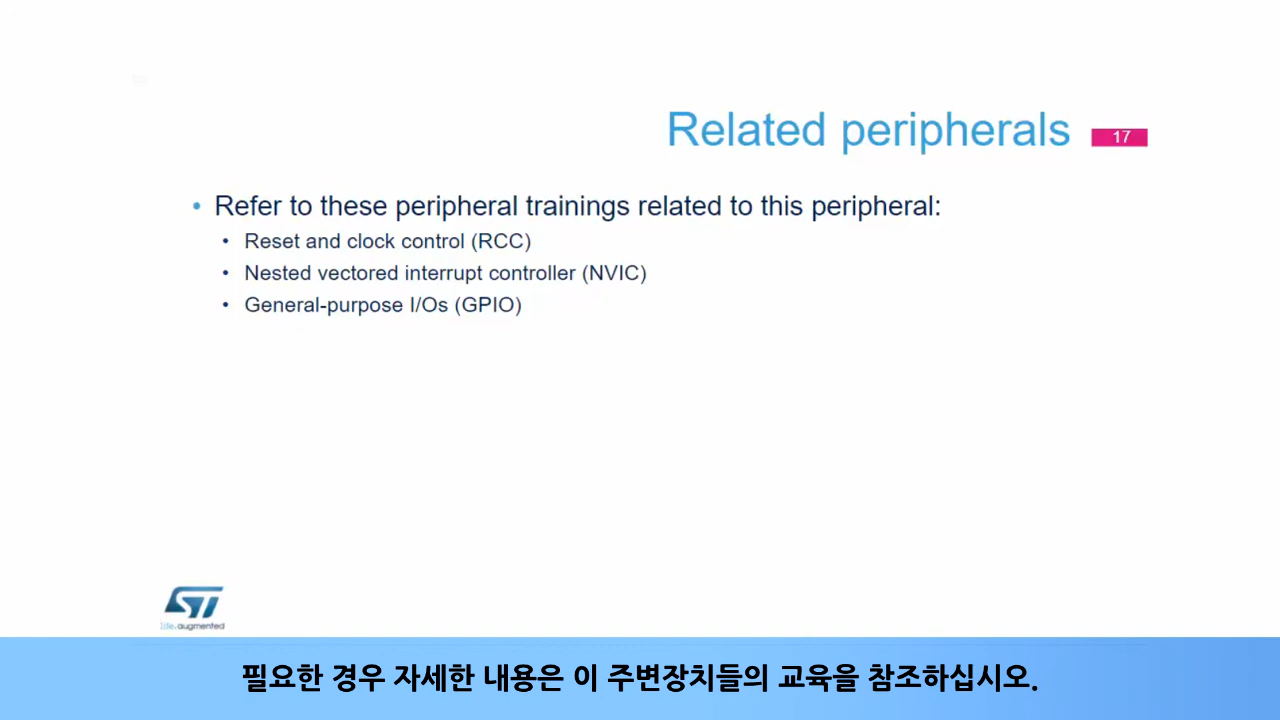 Related peripherals
17
• Refer to these peripheral trainings related to this peripheral:
• Reset and clock control (RCC)
• Nested vectored interrupt controller (NVIC)
• General-purpose I/Os (GPIO)
ST
life.augmented
필요한 경우 자세한 내용은 이 주변장치들의 교육을 참조하십시오.